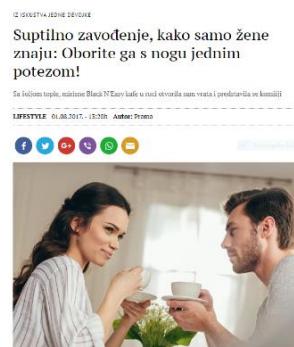 IZ ISKUSTVA JEDNE DEVOJKE
Suptilno zavođenje, kako samo žene
znaju: Oborite ga s nogu jednim
potezom!
Sa šoljom tople, mirisne Black N'Easy kafe u ruci otvorila sam vrata i predstavila se komšiji
LIFESTYLE 01.08.2017. - 13:20h Autor: Promo